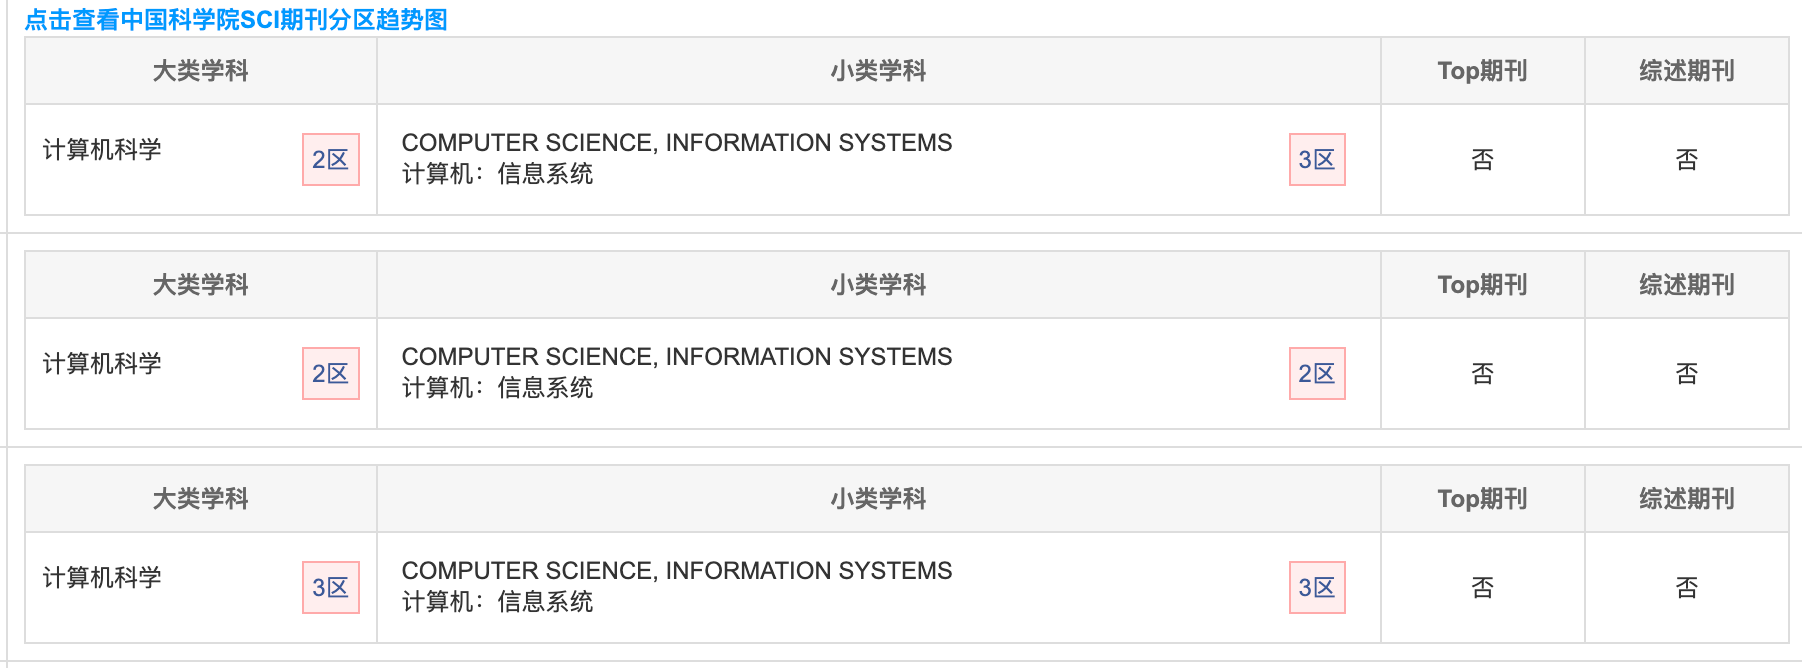 点击查看中国科学院SCI期刊分区趋势图
大类学科 小类学科 Top期刊 综述期刊
计算机科学 2区 COMPUTER SCIENCE, INFORMATION SYSTEMS
计算机：信息系统 3区 否 否
大类学科 小类学科 Top期刊 综述期刊
计算机科学 2区 COMPUTER SCIENCE, INFORMATION SYSTEMS
计算机：信息系统 2区 否 否
大类学科 小类学科 Top期刊 综述期刊
计算机科学 3区 COMPUTER SCIENCE, INFORMATION SYSTEMS
计算机：信息系统 3区 否 否